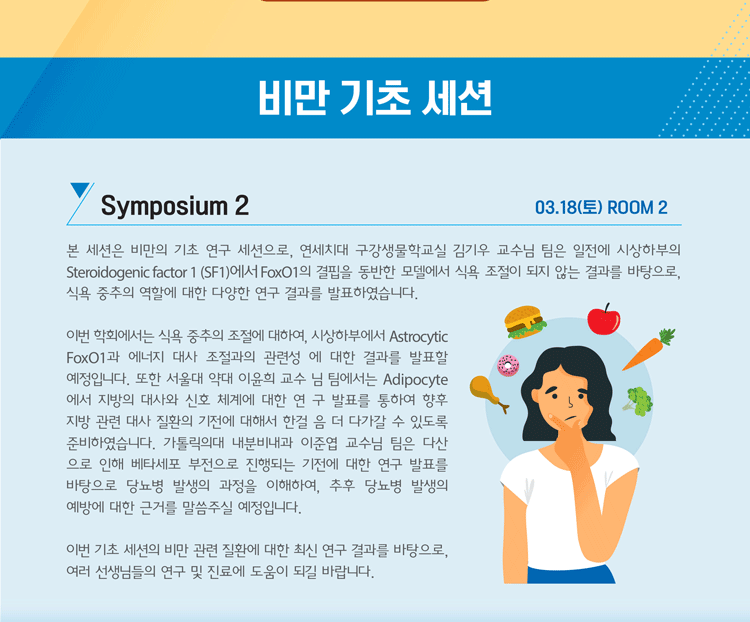 비만 기초 세션
Symposium 2
03.18(토) ROOM 2
본 세션은 비만의 기초 연구 세션으로, 연세치대 구강생물학교실 김기우 교수님 팀은 일전에 시상하부의
Steroidogenic factor 1 (SF1)에서 FoxO1의 결핍을 동반한 모델에서 식욕 조절이 되지 않는 결과를 바탕으로,
식욕 중추의 역할에 대한 다양한 연구 결과를 발표하였습니다.
이번 학회에서는 식욕 중추의 조절에 대하여, 시상하부에서 Astrocytic
FoxO1과 에너지 대사 조절과의 관련성 에 대한 결과를 발표할
예정입니다. 또한 서울대 약대 이윤희 교수 님 팀에서는 Adipocyte
에서 지방의 대사와 신호 체계에 대한 연 구 발표를 통하여 향후
지방 관련 대사 질환의 기전에 대해서 한걸 음 더 다가갈 수 있도록
준비하였습니다. 가톨릭의대 내분비내과 이준엽 교수님 팀은 다산
으로 인해 베타세포 부전으로 진행되는 기전에 대한 연구 발표를
바탕으로 당뇨병 발생의 과정을 이해하여, 추후 당뇨병 발생의
예방에 대한 근거를 말씀주실 예정입니다.
이번 기초 세션의 비만 관련 질환에 대한 최신 연구 결과를 바탕으로,
여러 선생님들의 연구 및 진료에 도움이 되길 바랍니다.